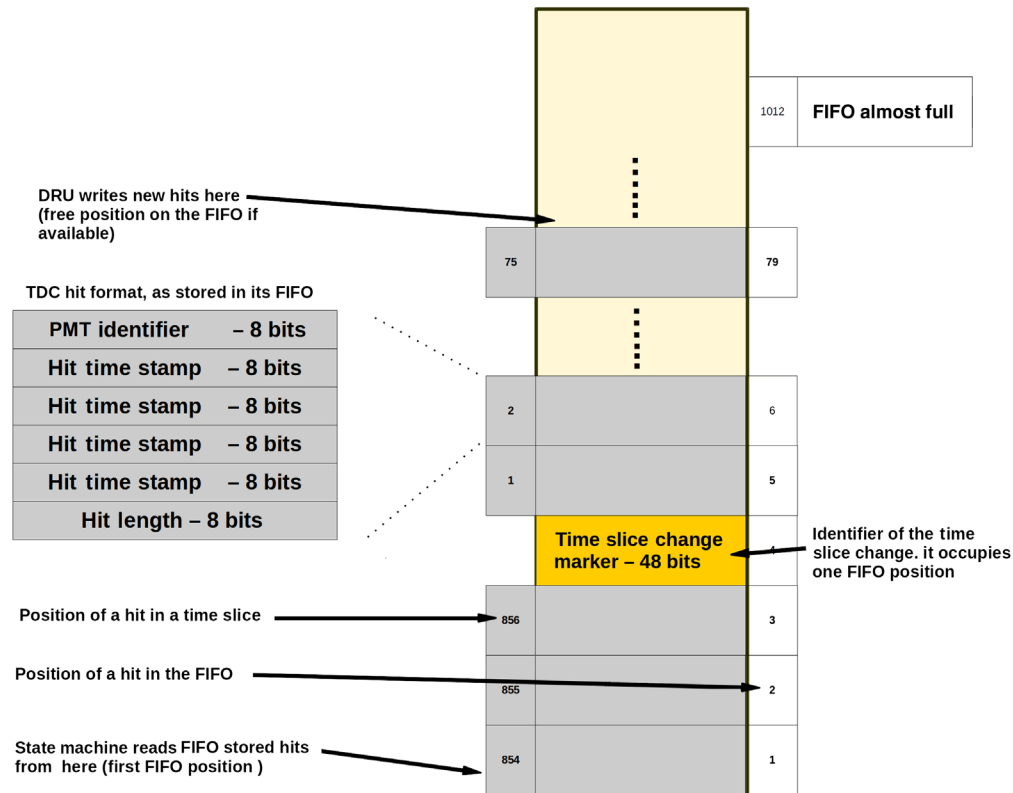 1012 FIFO almost full
DRU writes new hits here
(free position on the FIFO if
available)
75 79
TDC hit format, as stored in its FIFO
PMT identifier – 8 bits
Hit time stamp – 8 bits
Hit time stamp – 8 bits
Hit time stamp – 8 bits
Hit time stamp – 8 bits
Hit length – 8 bits
2 6
1 5
Time slice change
marker – 48 bits
4
Identifier of the time
slice change. it occupies
one FIFO position
Position of a hit in a time slice
856 3
Position of a hit in the FIFO
855 2
State machine reads FIFO stored hits
from here (first FIFO position )
854 1